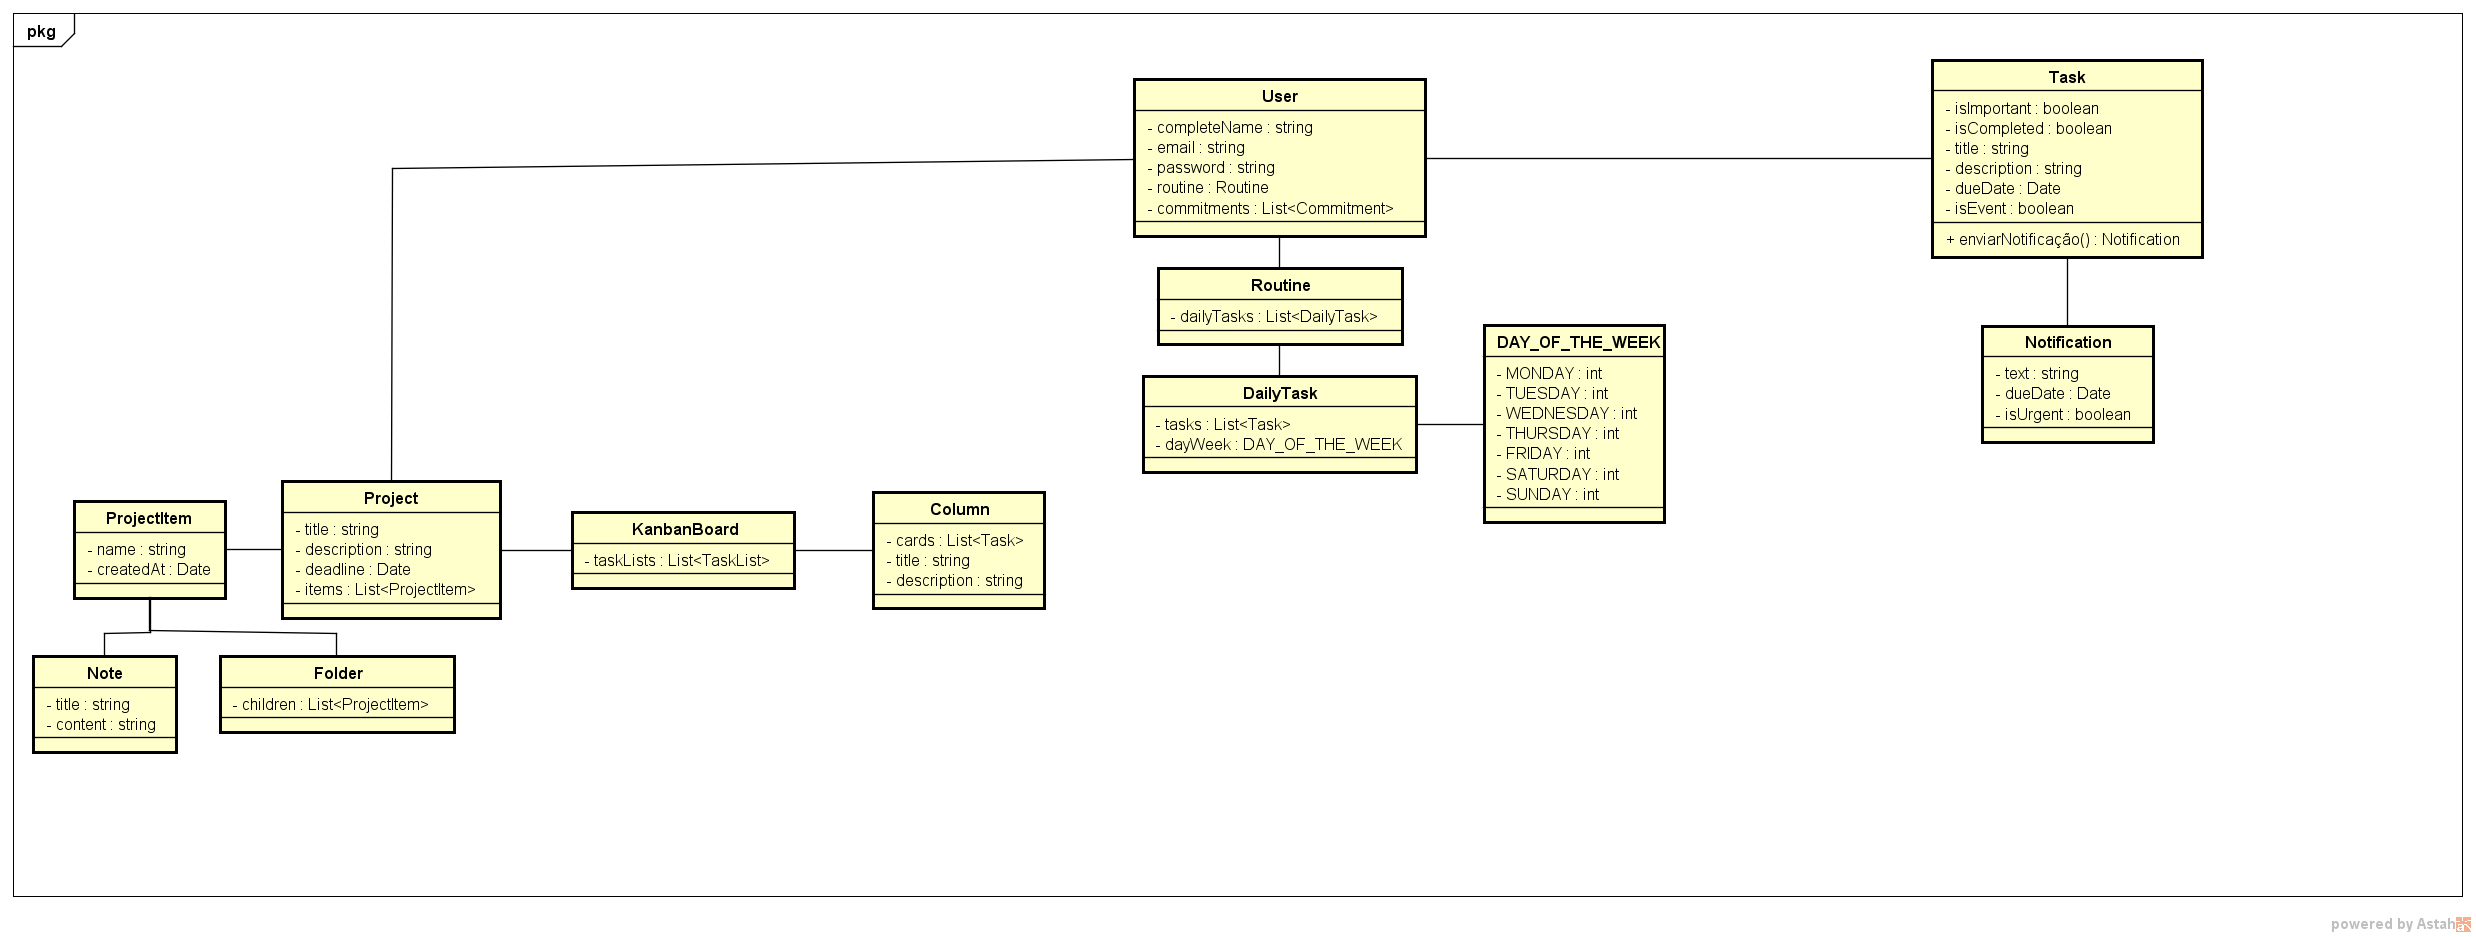 pkg
User
- completeName : string
- email : string
- password : string
- routine : Routine
- commitments : List<Commitment>
Task
- isImportant : boolean
- isCompleted : boolean
- title : string
- description : string
- dueDate : Date
- isEvent : boolean
+ enviarNotificação() : Notification
Routine
- dailyTasks : List<DailyTask>
DailyTask
- tasks : List<Task>
- dayWeek : DAY_OF_THE_WEEK
DAY_OF_THE_WEEK
- MONDAY : int
- TUESDAY : int
- WEDNESDAY : int
- THURSDAY : int
- FRIDAY : int
- SATURDAY : int
- SUNDAY : int
Notification
- text : string
- dueDate : Date
- isUrgent : boolean
ProjectItem
- name : string
- createdAt : Date
Project
- title : string
- description : string
- deadline : Date
- items : List<ProjectItem>
KanbanBoard
- taskLists : List<TaskList>
Column
- cards : List<Task>
- title : string
- description : string
Note
- title : string
- content : string
Folder
- children : List<ProjectItem>
powered by Astah